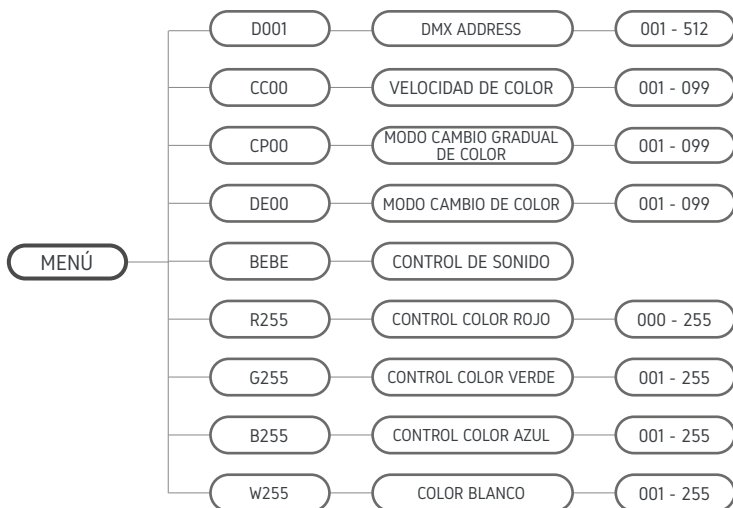 D001 DMX ADDRESS 001 - 512
CC00 VELOCIDAD DE COLOR 001 - 099
CP00 MODO CAMBIO GRADUAL
DE COLOR 001 - 099
DE00 MODO CAMBIO DE COLOR 001 - 099
MENÚ BEBE CONTROL DE SONIDO
R255 CONTROL COLOR ROJO 000 - 255
G255 CONTROL COLOR VERDE 001 - 255
B255 CONTROL COLOR AZUL 001 - 255
W255 COLOR BLANCO 001 - 255